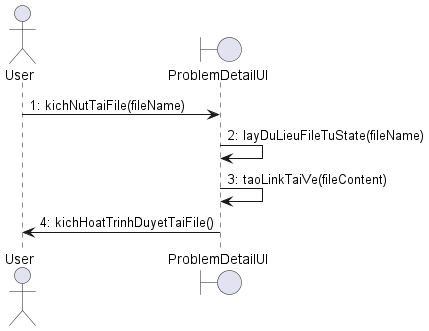 User
ProblemDetailUI
1: kichNutTaiFile(fileName)
2: layDuLieuFileTuState(fileName)
3: taoLinkTaiVe(fileContent)
4: kichHoatTrinhDuyetTaiFile()
User
ProblemDetailUI